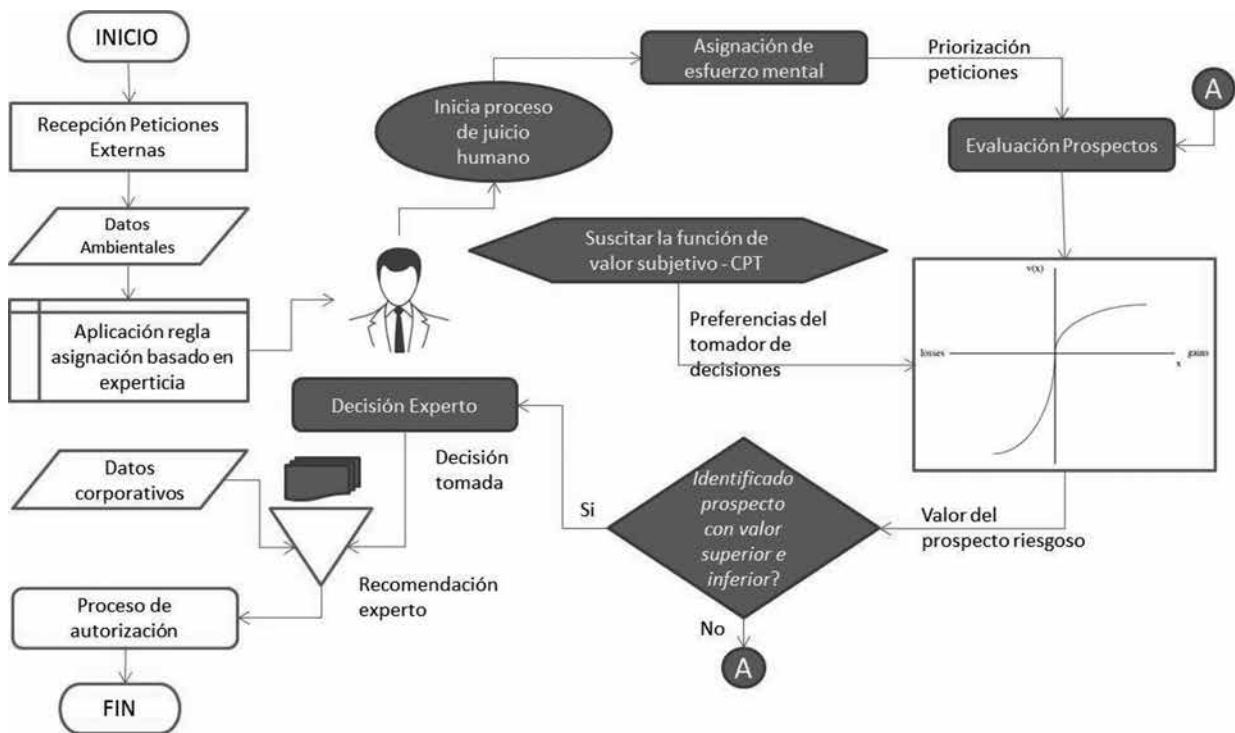 INICIO
Recepción Peticiones
Externas
Datos
Ambientales
Aplicación regla
asignación basado en
experticia
Inicia proceso
de juicio
humano
Asignación de
esfuerzo mental
Priorización
peticiones
A
Evaluación Prospectos
Suscitar la función de
valor subjetivo - CPT
Preferencias del
tomador de
decisiones
v(x)
losses
gains
x
Valor del
prospecto riesgoso
Identificado
prospecto
con valor
superior e
inferior?
Si
No
A
Decisión Experto
Decisión
tomada
Datos
corporativos
Recomendación
experto
Proceso de
autorización
FIN